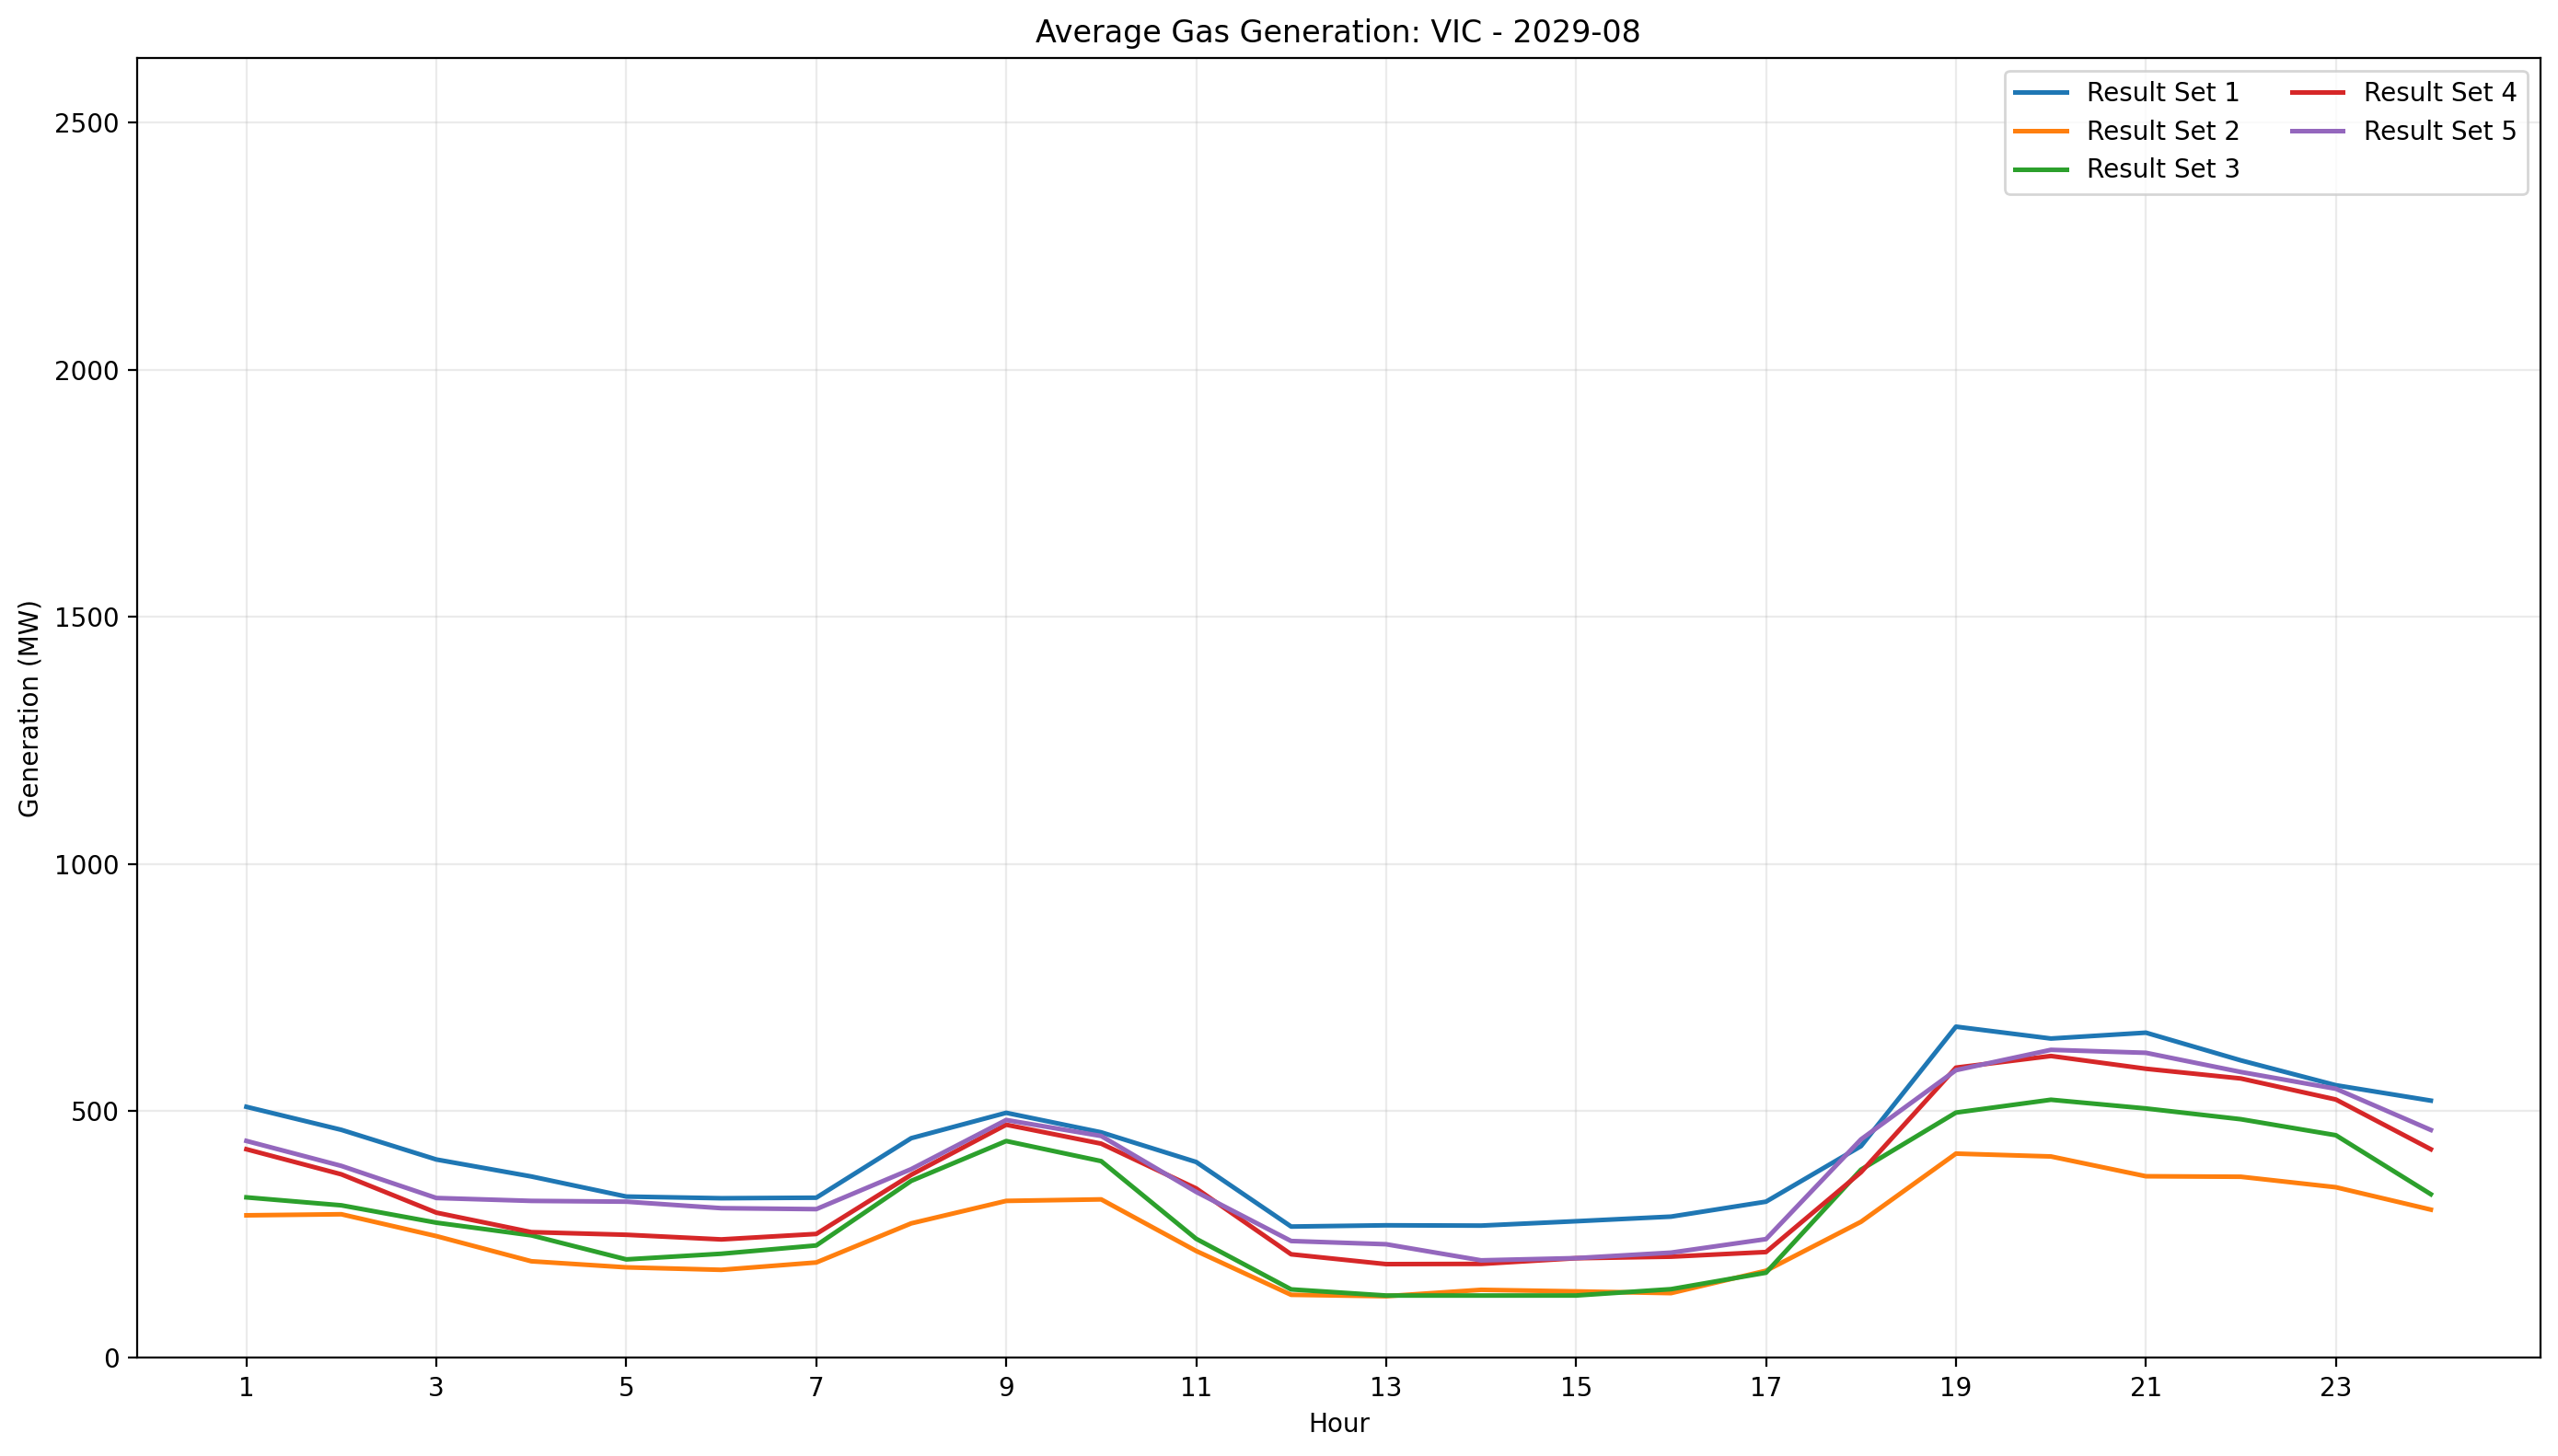 Average Gas Generation: VIC - 2029-08
Result Set 1
Result Set 2
Result Set 3
Result Set 4
Result Set 5
Generation (MW)
2500
2000
1500
1000
500
0
1 3 5 7 9 11 13 15 17 19 21 23
Hour